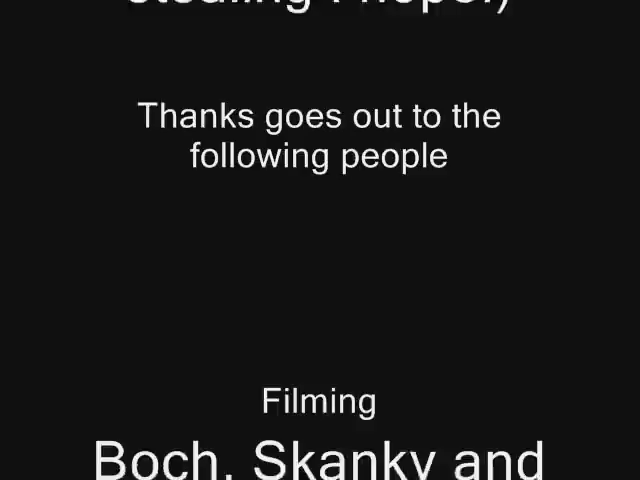 Thanks goes out to the
following people
Filming
Boch, Skanky and